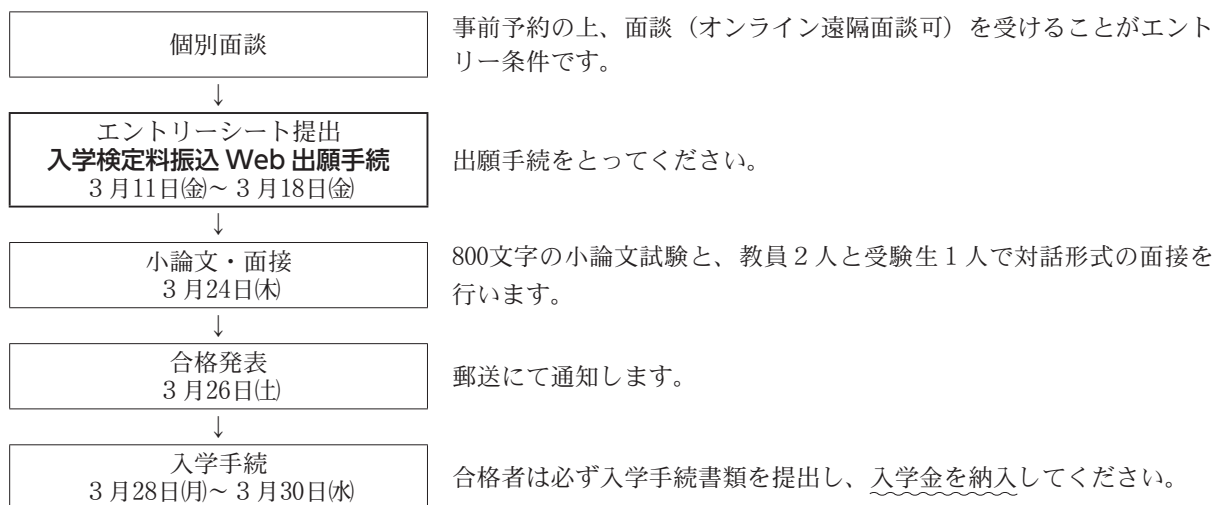 個別面談
事前予約の上、面談（オンライン遠隔面談可）を受けることがエント
リー条件です。
↓
エントリーシート提出
入学検定料振込 Web 出願手続
３月11日㈮～３月18日㈮
出願手続をとってください。
↓
小論文・面接
３月24日㈭
800文字の小論文試験と、教員２人と受験生１人で対話形式の面接を
行います。
↓
合格発表
３月26日㈯
郵送にて通知します。
↓
入学手続
３月28日㈪～３月30日㈬
合格者は必ず入学手続書類を提出し、入学金を納入してください。